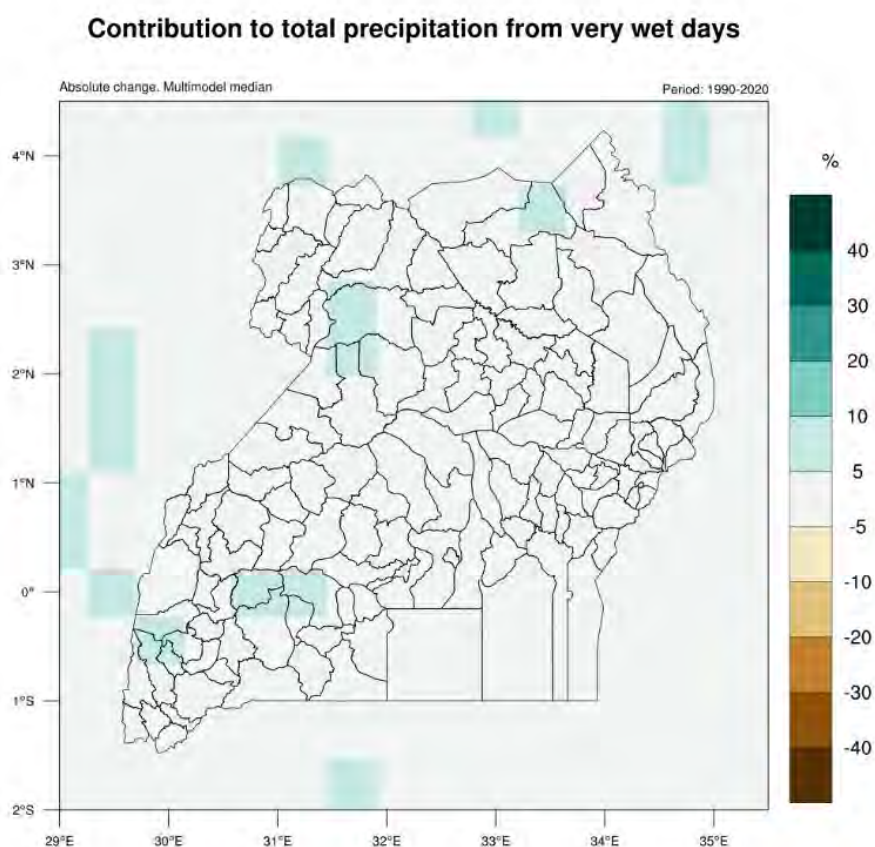 Contribution to total precipitation from very wet days
Absolute change. Multimodel median
Period: 1990-2020
%
4°N
3°N
2°N
1°N
0°
1°S
2°S
29°E
30°E
31°E
32°E
33°E
34°E
35°E
40
30
20
10
5
-5
-10
-20
-30
-40